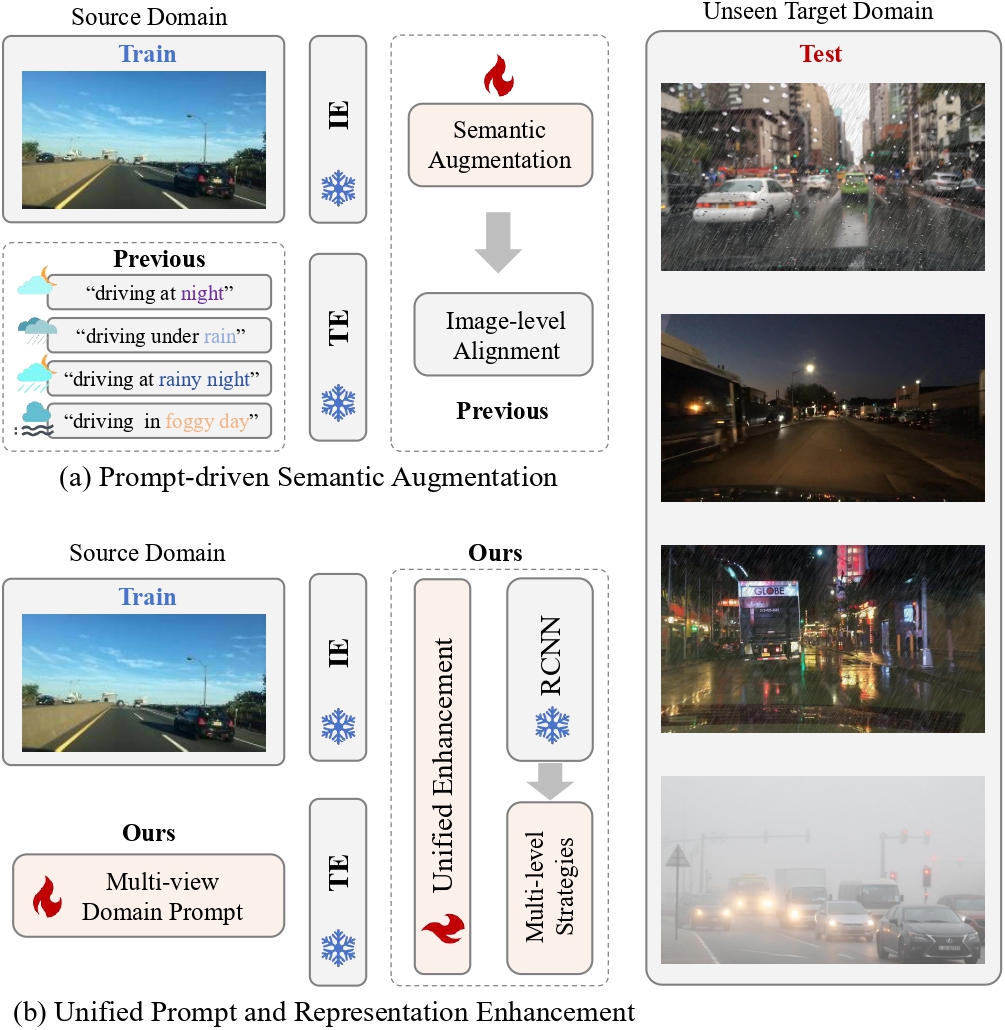 Source Domain
Train
IE
Previous
“driving at night”
“driving under rain”
“driving at rainy night”
“driving in foggy day”
TE
Semantic
Augmentation
Image-level
Alignment
Previous
(a) Prompt-driven Semantic Augmentation
Source Domain
Train
IE
Ours
Multi-view
Domain Prompt
TE
Ours
Unified Enhancement
RCNN
Multi-level
Strategies
(b) Unified Prompt and Representation Enhancement
Unseen Target Domain
Test
GLOBE